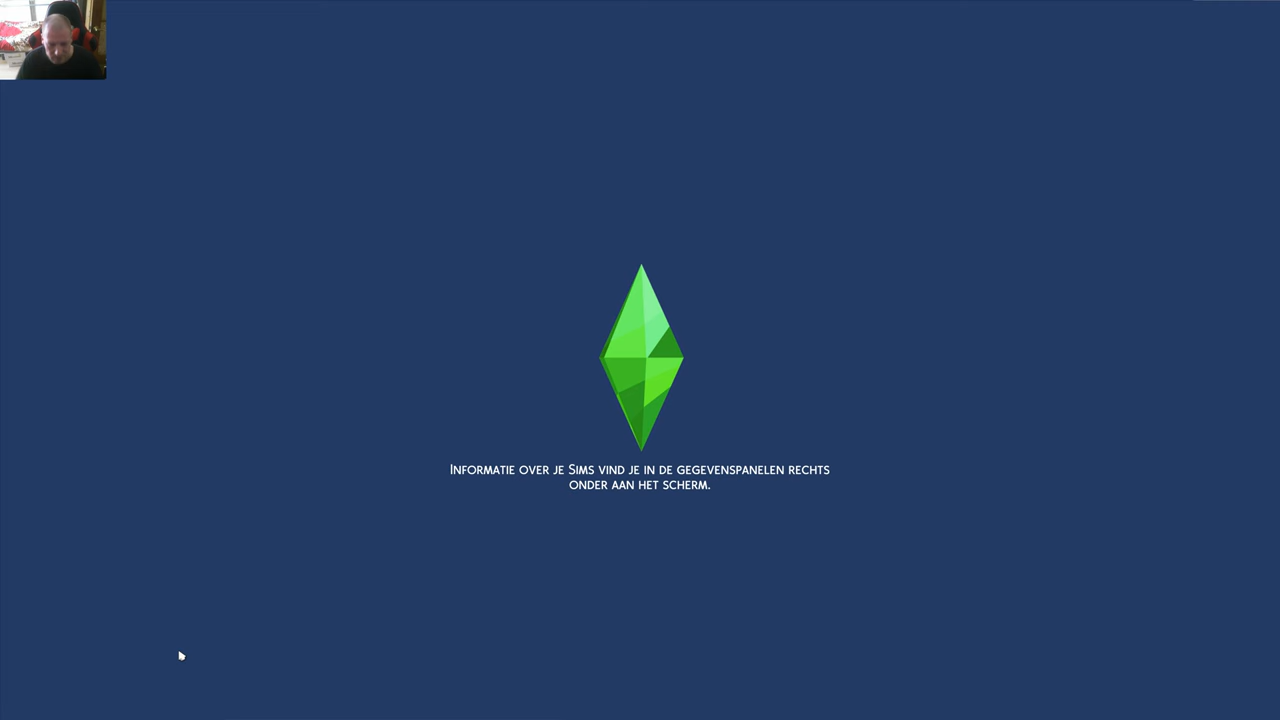 Informatie over je Sims vind je in de gegevenspanelen rechts
onder aan het scherm.